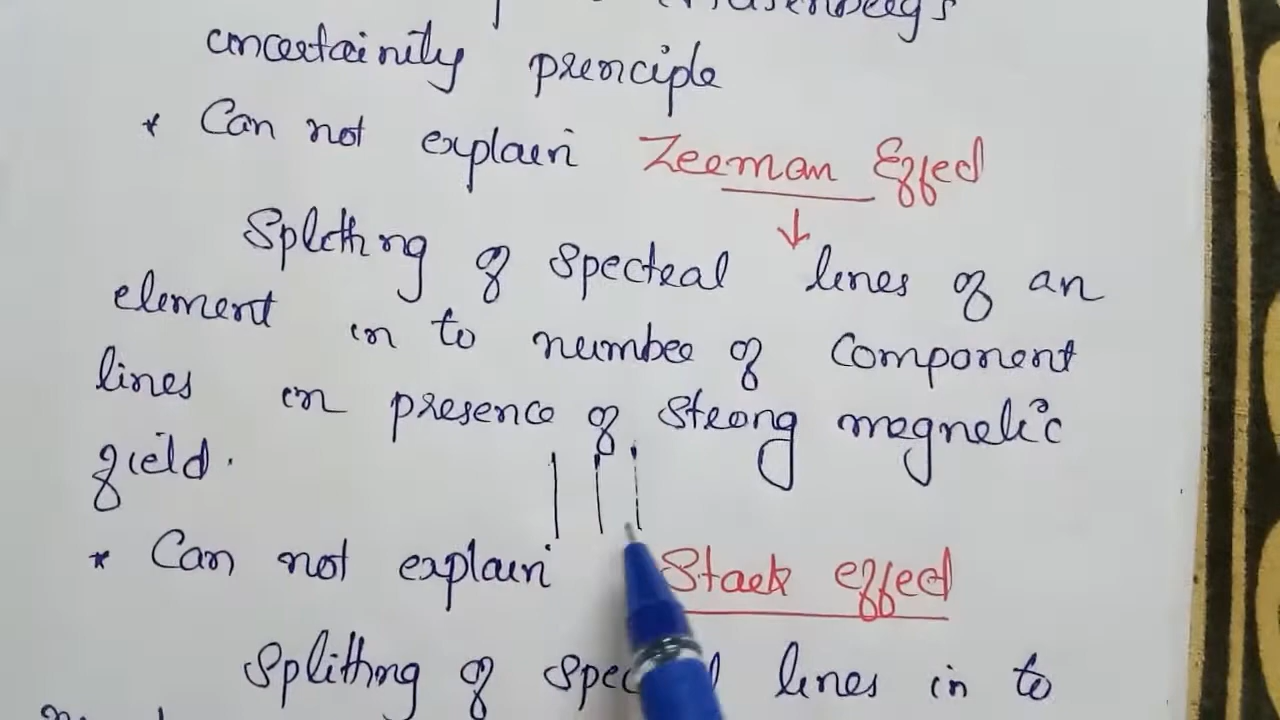 uncertainity principle
* Can not explain Zeeman Effect
Splitting of spectral lines of an
element in to number of component
lines in presence of strong magnetic
field.
* Can not explain Stark effect
Splitting of lines in to